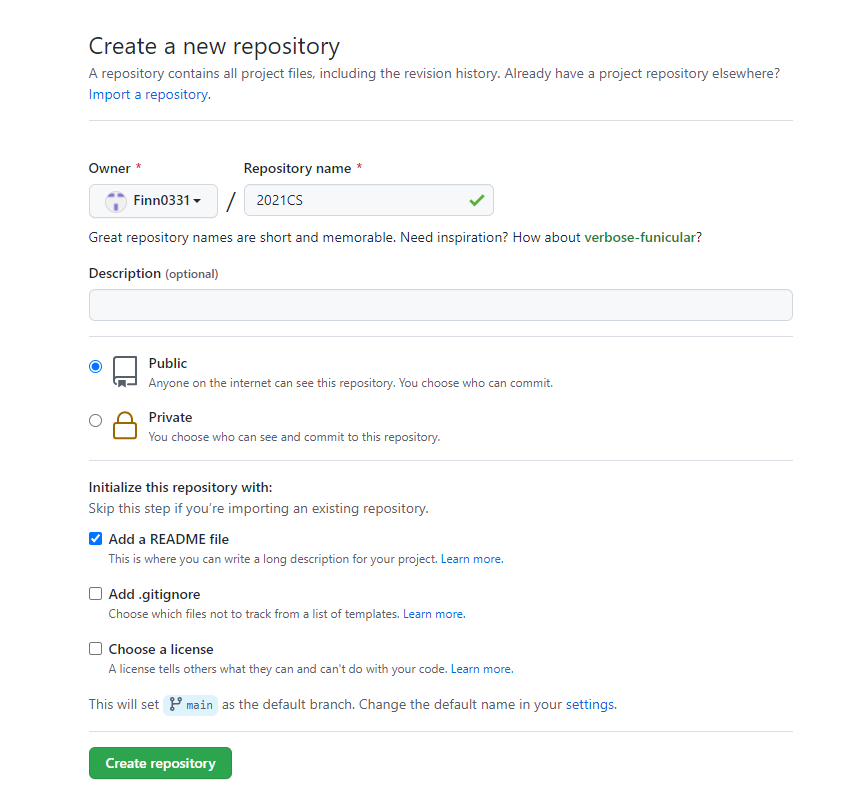 Create a new repository
A repository contains all project files, including the revision history. Already have a project repository elsewhere?
Import a repository.
Owner * Repository name *
Finn0331 / 2021CS
Great repository names are short and memorable. Need inspiration? How about verbose-funicular?
Description (optional)
Public
Anyone on the internet can see this repository. You choose who can commit.
Private
You choose who can see and commit to this repository.
Initialize this repository with:
Skip this step if you’re importing an existing repository.
Add a README file
This is where you can write a long description for your project. Learn more.
Add .gitignore
Choose which files not to track from a list of templates. Learn more.
Choose a license
A license tells others what they can and can't do with your code. Learn more.
This will set main as the default branch. Change the default name in your settings.
Create repository